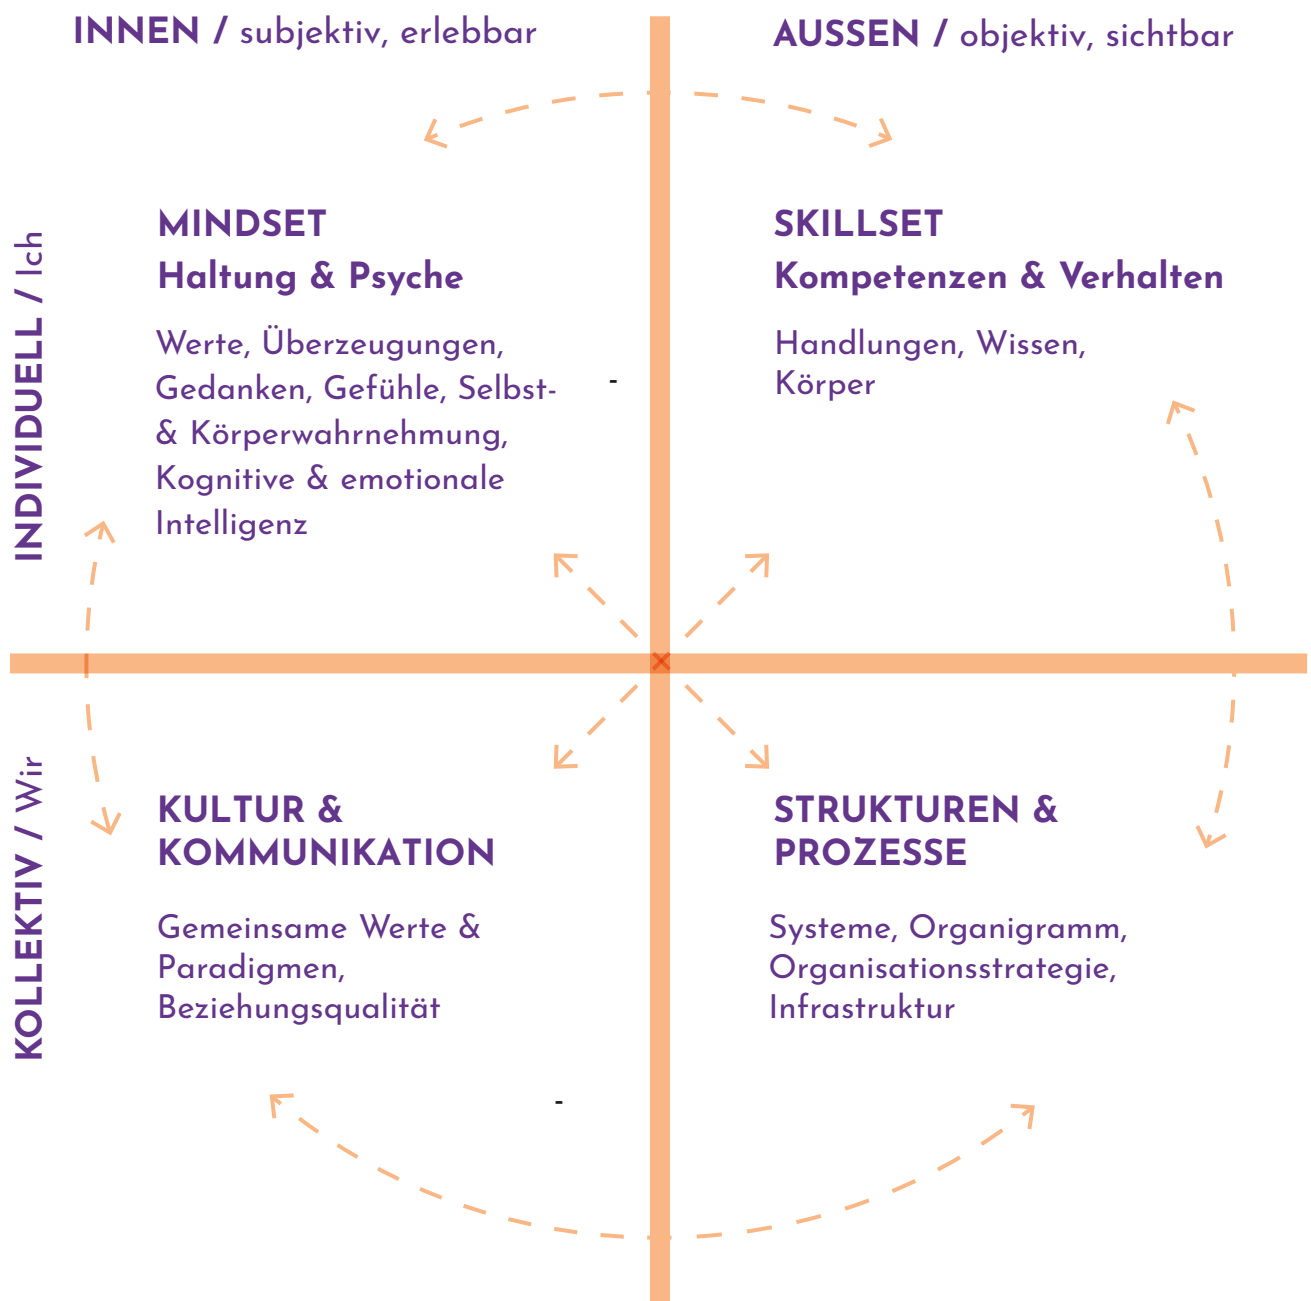 INNEN / subjektiv, erlebbar
AUSSEN / objektiv, sichtbar
INDIVIDUELL / Ich
MINDSET
Haltung & Psyche
Werte, Überzeugungen,
Gedanken, Gefühle, Selbst-
& Körperwahrnehmung,
Kognitive & emotionale
Intelligenz
-
SKILLSET
Kompetenzen & Verhalten
Handlungen, Wissen,
Körper
KOLLEKTIV / Wir
KULTUR &
KOMMUNIKATION
Gemeinsame Werte &
Paradigmen,
Beziehungsqualität
-
STRUKTUREN &
PROZESSE
Systeme, Organigramm,
Organisationsstrategie,
Infrastruktur